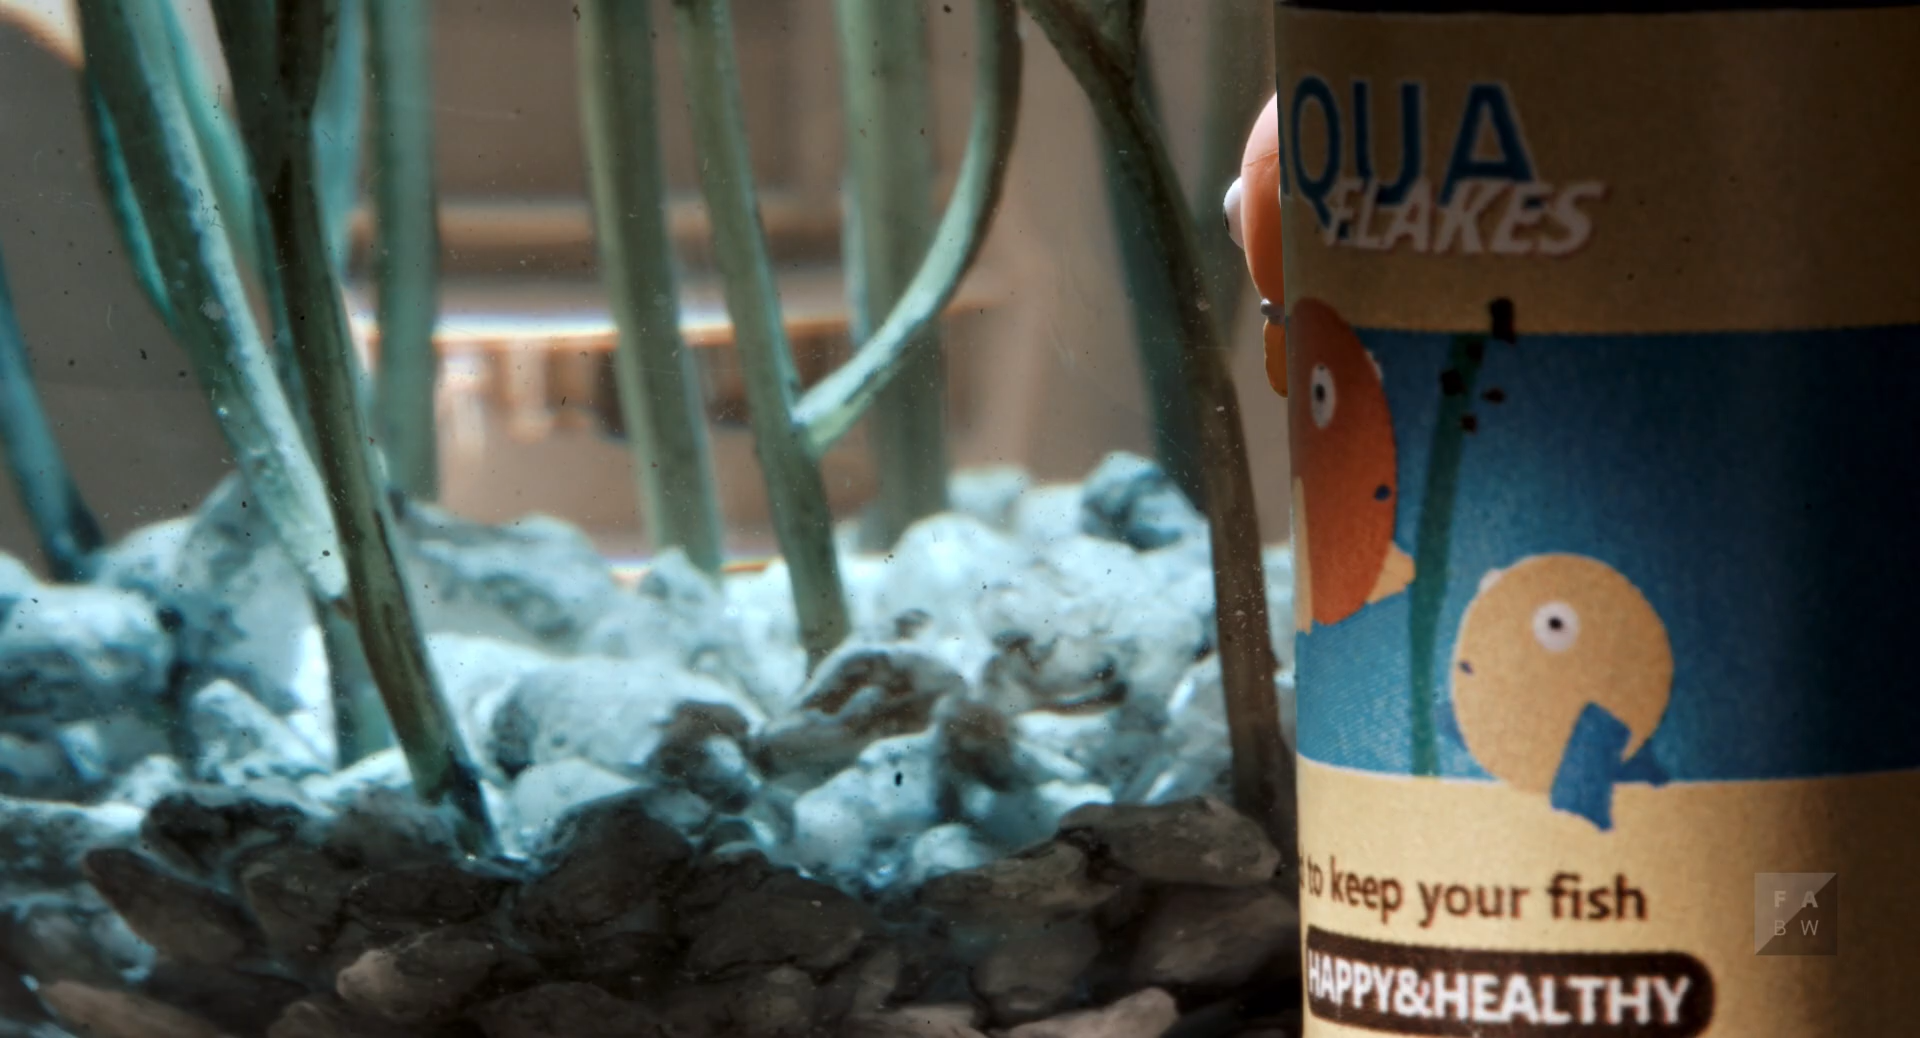 QUA
FLAKES
to keep your fish
HAPPY&HEALTHY
F A
B W